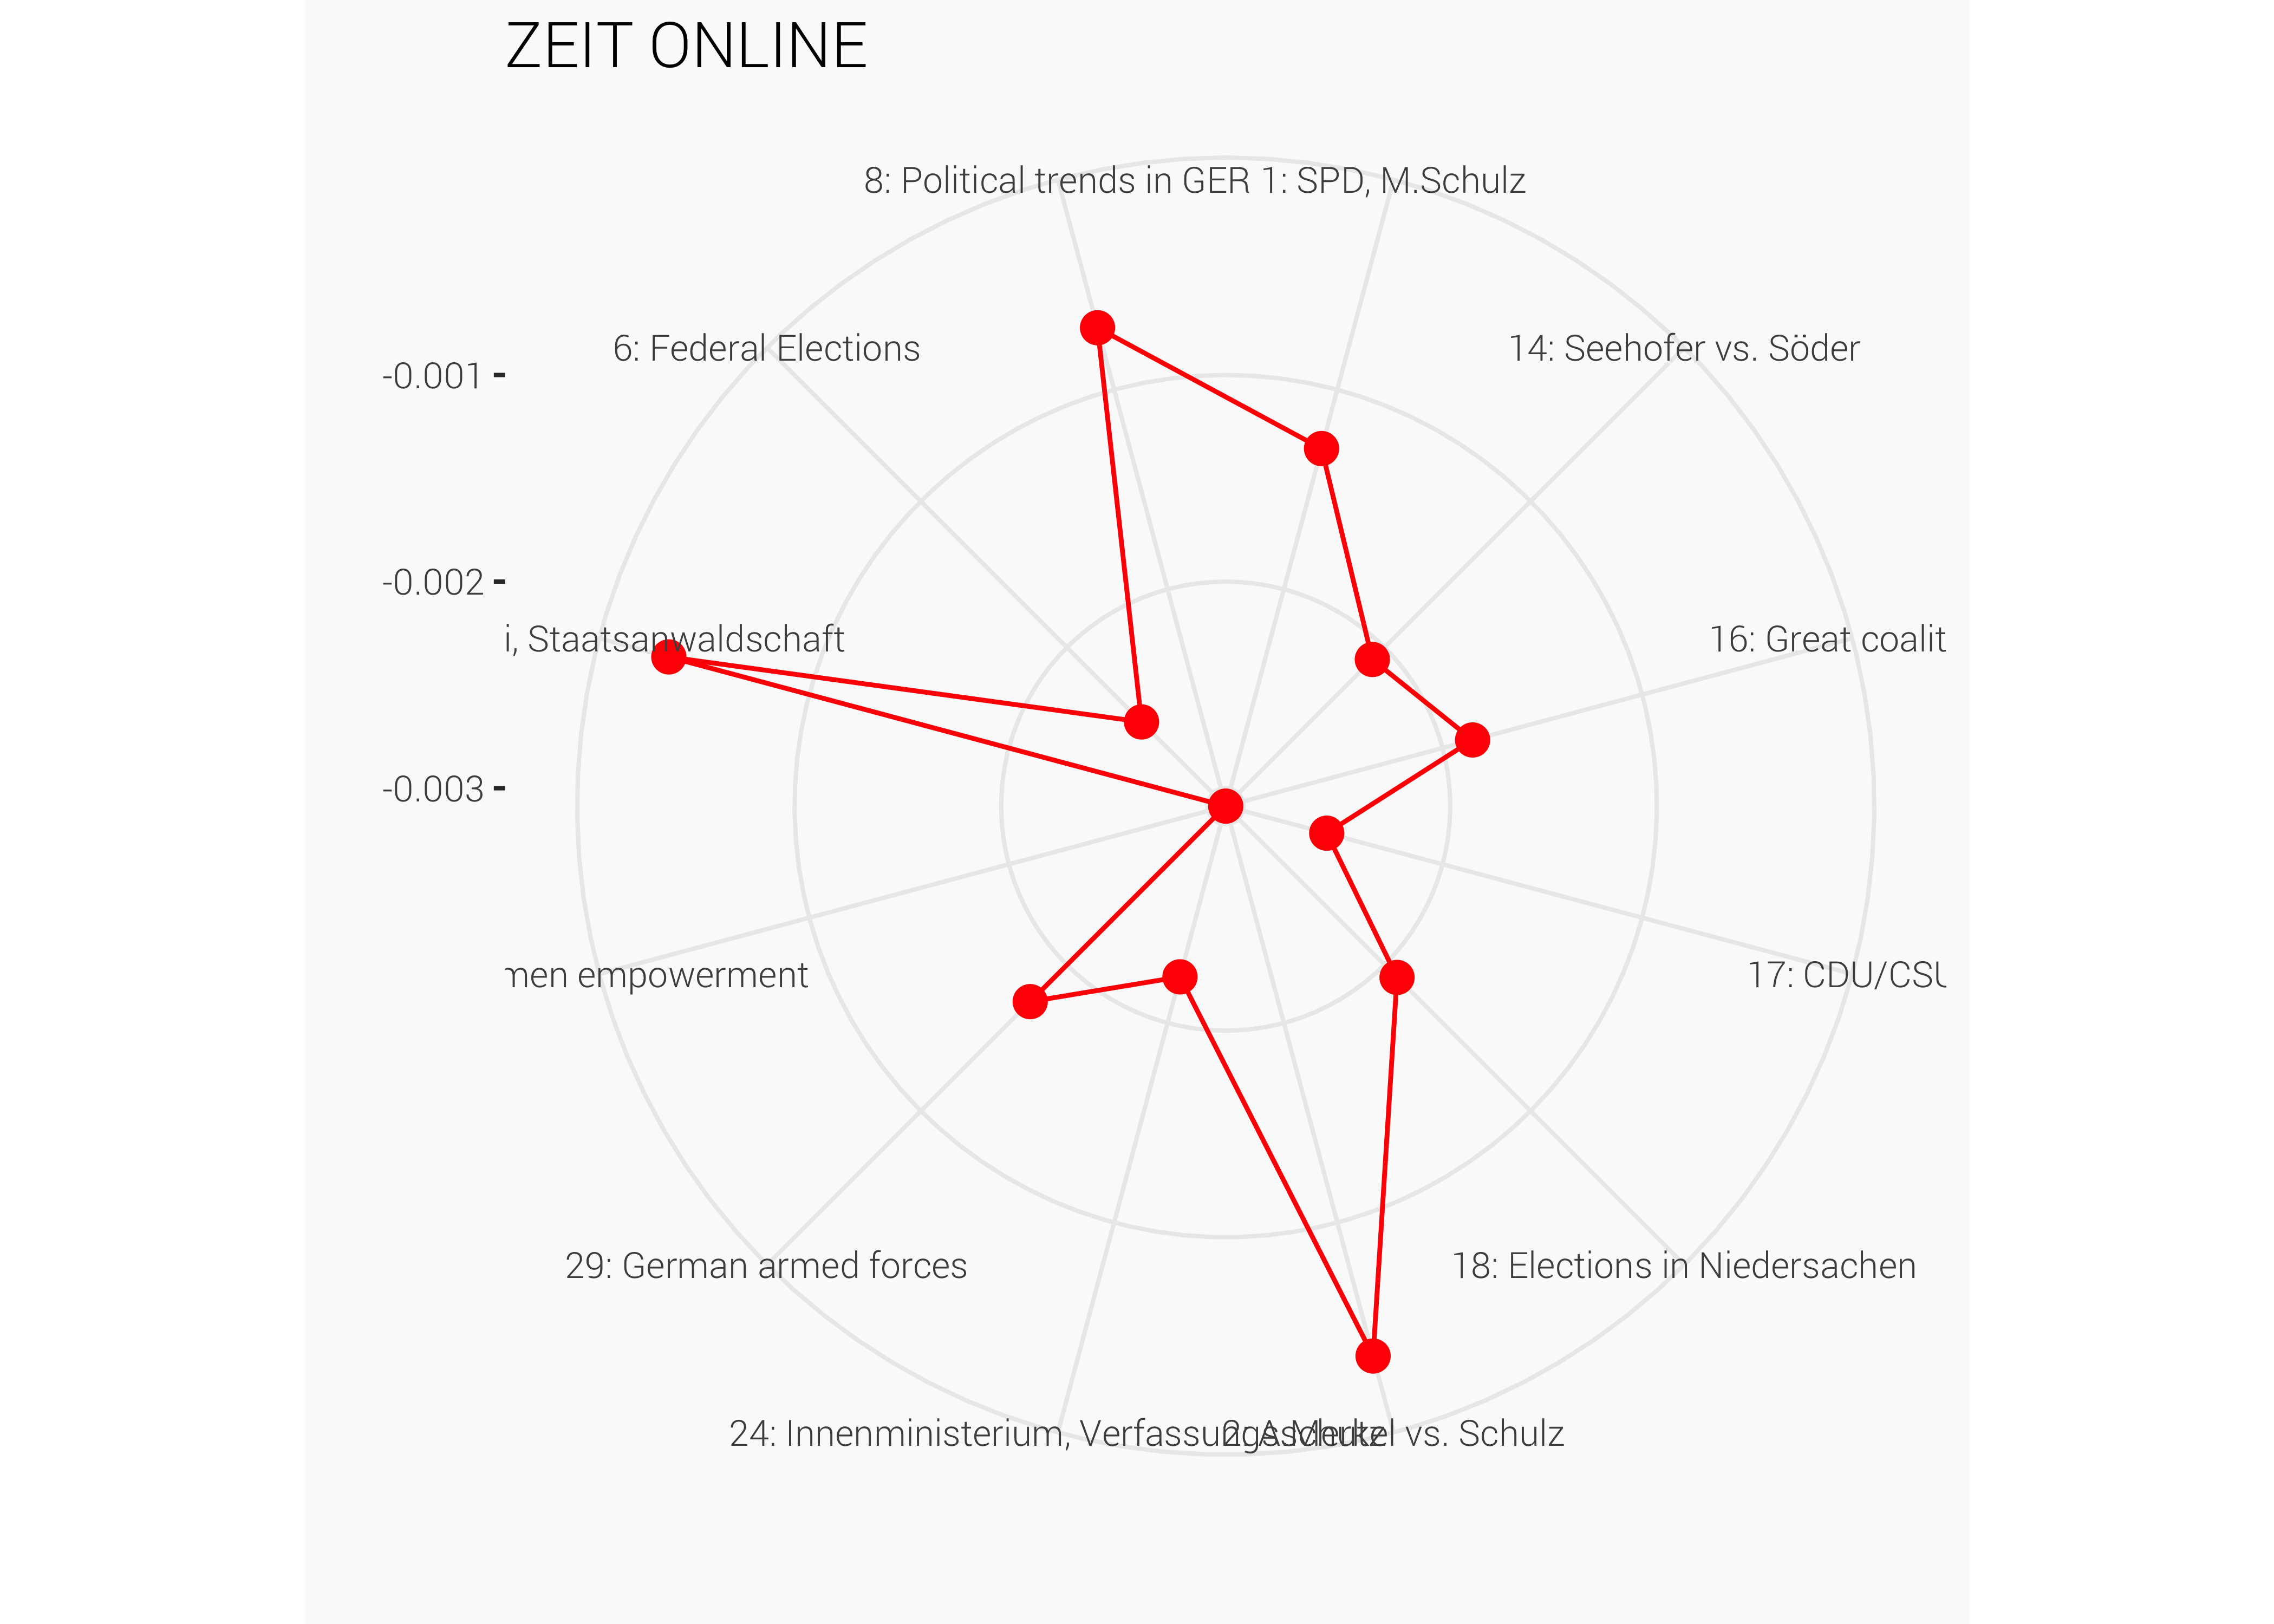 ZEIT ONLINE
8: Political trends in GER
1: SPD, M.Schulz
6: Federal Elections
14: Seehofer vs. Söder
-0.001
-0.002
i, Staatsanwaldschaft
16: Great coalit
-0.003
men empowerment
17: CDU/CSU
29: German armed forces
18: Elections in Niedersachen
24: Innenministerium, Verfassungsschutz
2: A.Merkel vs. Schulz